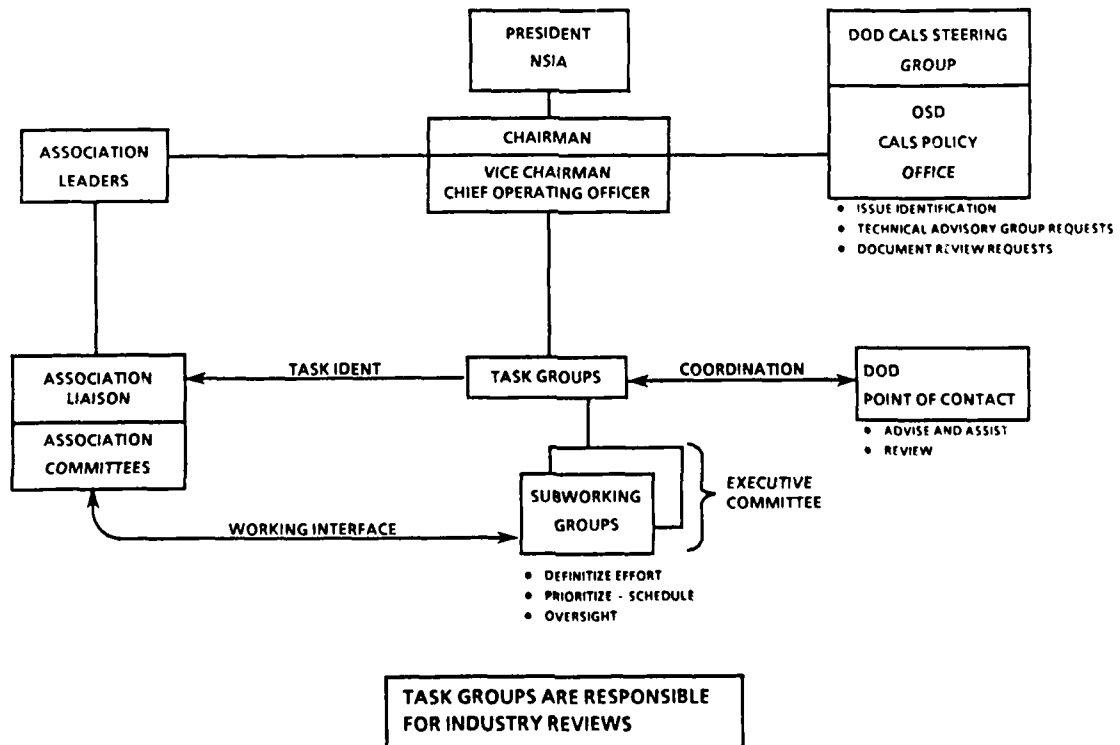 PRESIDENT
NSIA
DOD CALS STEERING
GROUP
OSD
CALS POLICY
OFFICE
CHAIRMAN
VICE CHAIRMAN
CHIEF OPERATING OFFICER
ASSOCIATION
LEADERS
• ISSUE IDENTIFICATION
• TECHNICAL ADVISORY GROUP REQUESTS
• DOCUMENT REVIEW REQUESTS
ASSOCIATION
LIAISON
ASSOCIATION
COMMITTEES
TASK IDENT
TASK GROUPS
COORDINATION
DOD
POINT OF CONTACT
• ADVISE AND ASSIST
• REVIEW
SUBWORKING
GROUPS
EXECUTIVE
COMMITTEE
WORKING INTERFACE
• DEFINITIZE EFFORT
• PRIORITIZE - SCHEDULE
• OVERSIGHT
TASK GROUPS ARE RESPONSIBLE
FOR INDUSTRY REVIEWS